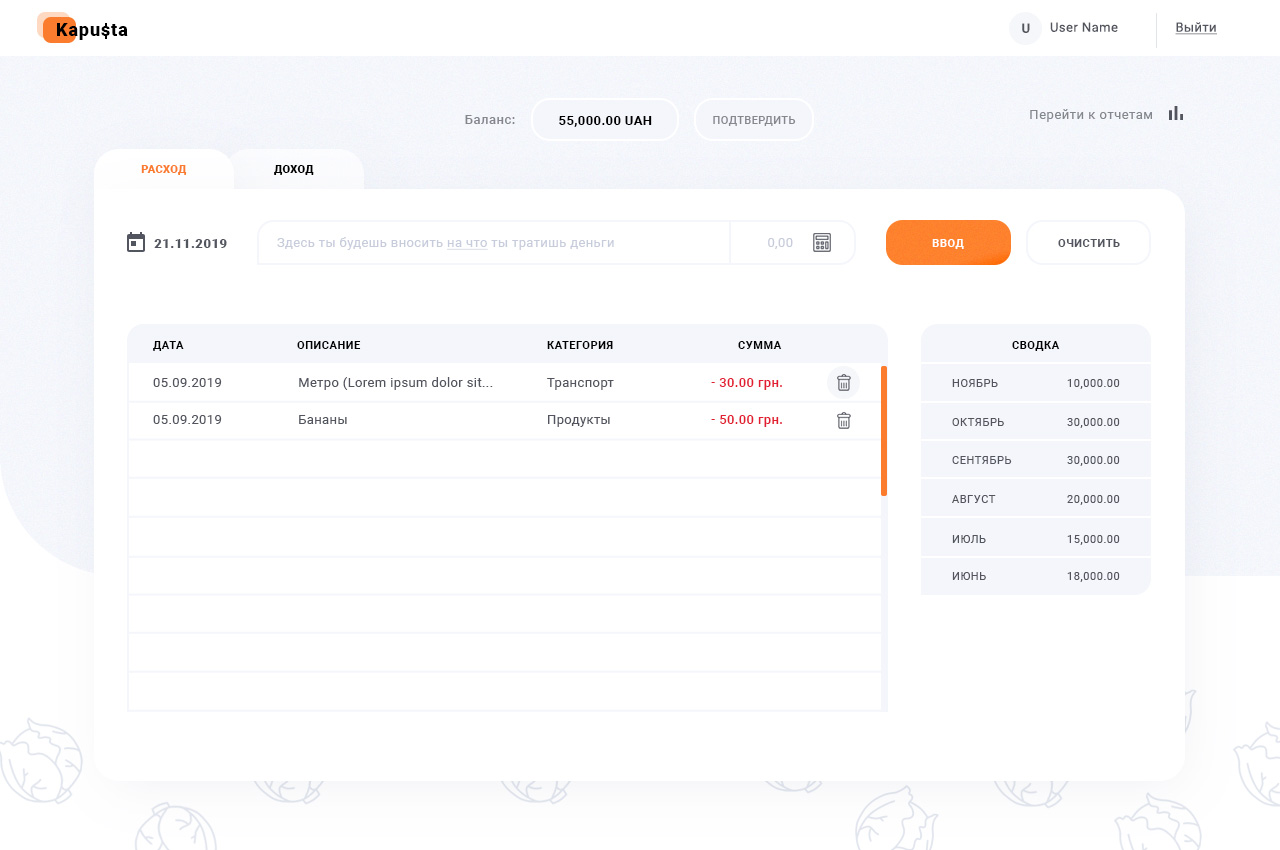 Kapu$ta
U User Name Выйти
Баланс: 55,000.00 UAH ПОДТВЕРДИТЬ Перейти к отчетам
РАСХОД ДОХОД
21.11.2019 Здесь ты будешь вносить на что ты тратишь деньги 0,00 ВВОД ОЧИСТИТЬ
ДАТА ОПИСАНИЕ КАТЕГОРИЯ СУММА
05.09.2019 Метро (Lorem ipsum dolor sit... Транспорт - 30.00 грн.
05.09.2019 Бананы Продукты - 50.00 грн.
СВОДКА
НОЯБРЬ 10,000.00
ОКТЯБРЬ 30,000.00
СЕНТЯБРЬ 30,000.00
АВГУСТ 20,000.00
ИЮЛЬ 15,000.00
ИЮНЬ 18,000.00